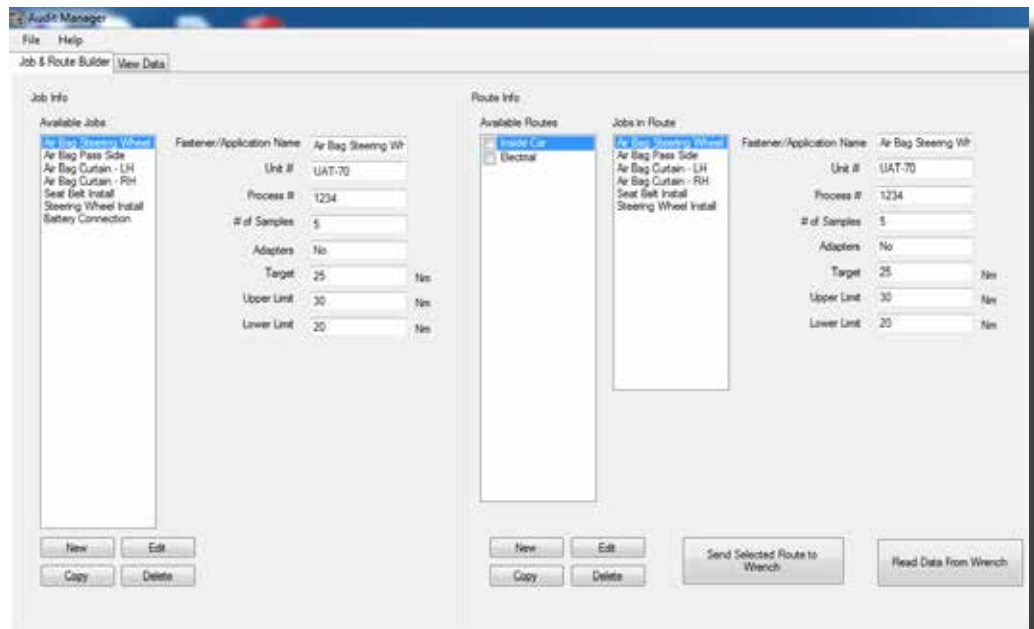 Audit Manager
File Help
Job & Route Builder View Data
Job Info
Available Jobs
Air Bag Steering Wheel
Air Bag Pass Side
Air Bag Curtain - LH
Air Bag Curtain - RH
Seat Belt Install
Steering Wheel Install
Battery Connection
Fastener/Application Name Air Bag Steering Wh
Unit # UAT-70
Process # 1234
# of Samples 5
Adapters No
Target 25 Nm
Upper Limit 30 Nm
Lower Limit 20 Nm
New Edit
Copy Delete
Route Info
Available Routes
Inside Car
Electrial
Jobs in Route
Air Bag Steering Wheel
Air Bag Pass Side
Air Bag Curtain - LH
Air Bag Curtain - RH
Seat Belt Install
Steering Wheel Install
Fastener/Application Name Air Bag Steering Wh
Unit # UAT-70
Process # 1234
# of Samples 5
Adapters No
Target 25 Nm
Upper Limit 30 Nm
Lower Limit 20 Nm
New Edit
Copy Delete
Send Selected Route to
Wrench
Read Data From Wrench